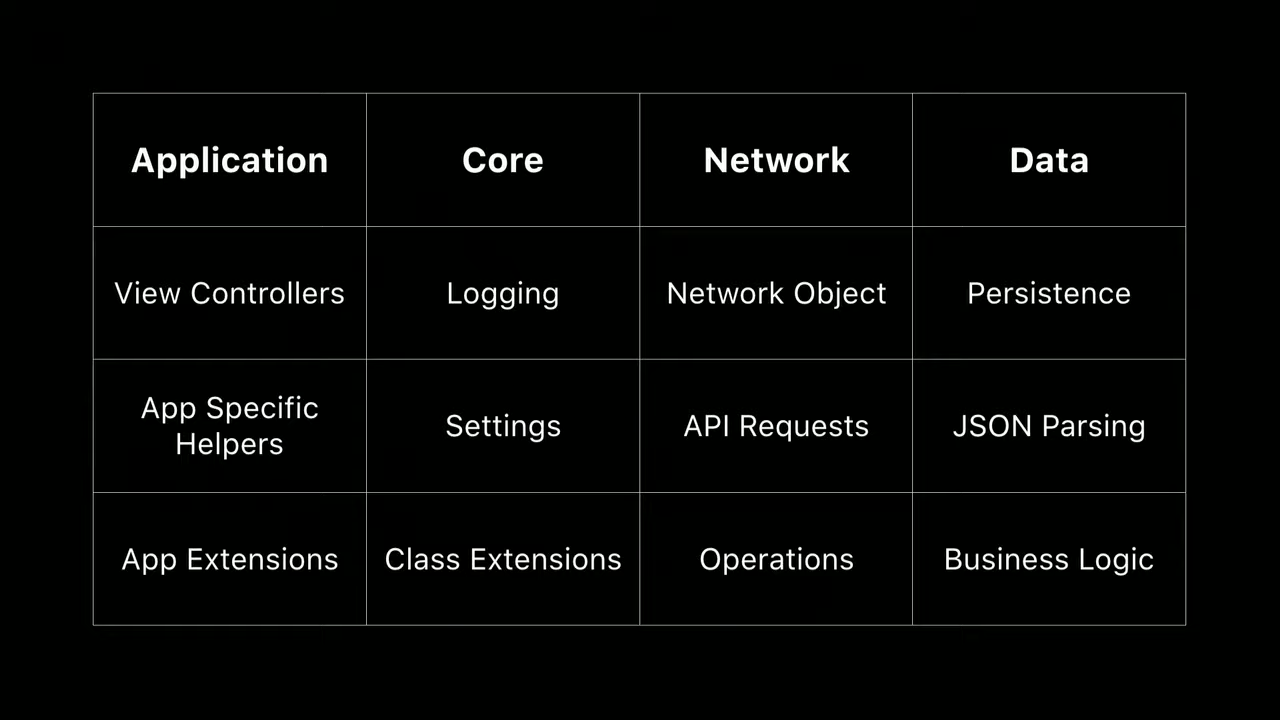 Application
Core
Network
Data
View Controllers
Logging
Network Object
Persistence
App Specific
Helpers
Settings
API Requests
JSON Parsing
App Extensions
Class Extensions
Operations
Business Logic